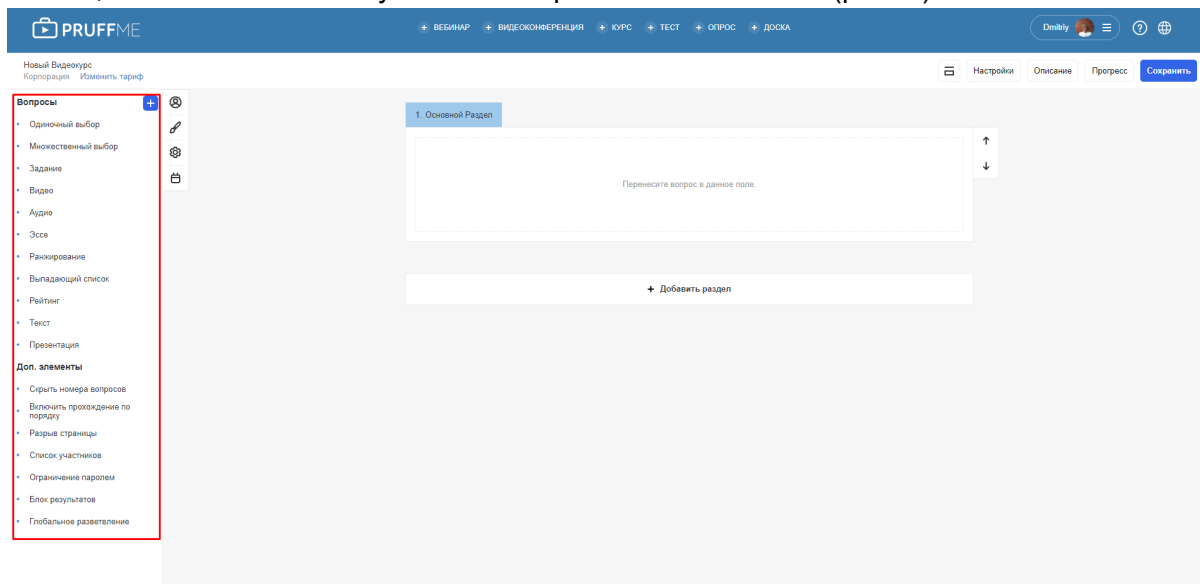 PRUFFME
+ ВЕБИНАР + ВИДЕОКОНФЕРЕНЦИЯ + КУРС + ТЕСТ + ОПРОС + ДОСКА
Dmitriy
Новый Видеокурс
Корпорация Изменить тариф
Настройки Описание Прогресс Сохранить
Вопросы +
Одиночный выбор
Множественный выбор
Задание
Видео
Аудио
Эссе
Ранжирование
Выпадающий список
Рейтинг
Текст
Презентация
Доп. элементы
Скрыть номера вопросов
Включить прохождение по
порядку
Разрыв страницы
Список участников
Ограничение паролем
Блок результатов
Глобальное разветвление
1. Основной Раздел
Перенесите вопрос в данное поле.
+ Добавить раздел